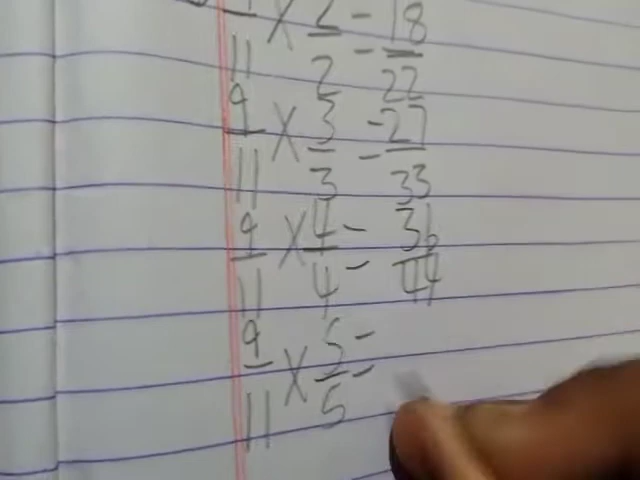 9/11 X 2/2 = 18/22
9/11 X 3/3 = 27/33
9/11 X 4/4 = 36/44
9/11 X 5/5 =